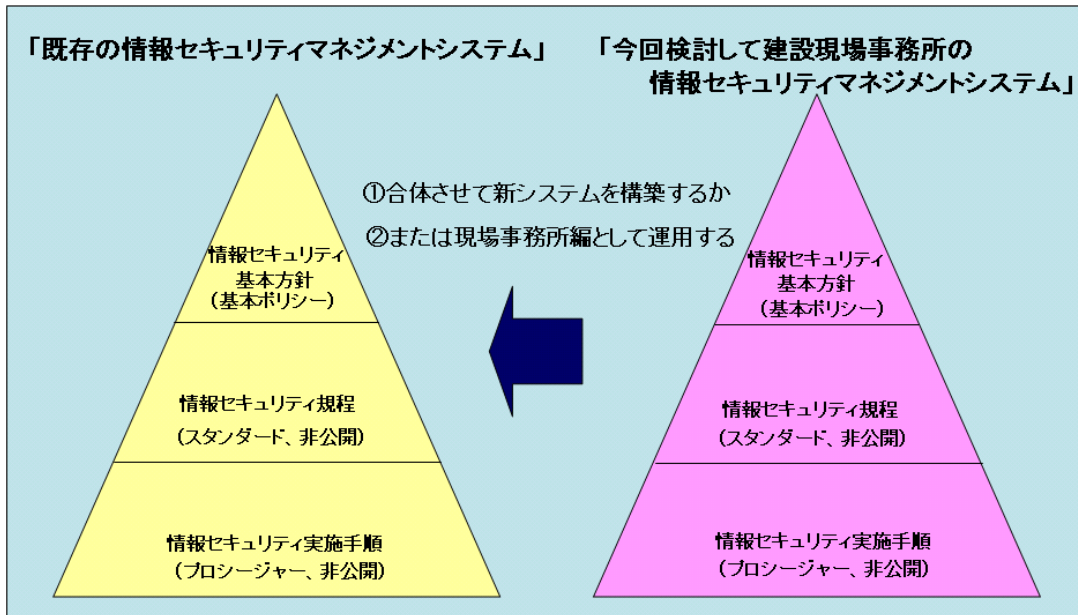 「既存の情報セキュリティマネジメントシステム」
「今回検討して建設現場事務所の
情報セキュリティマネジメントシステム」
①合体させて新システムを構築するか
②または現場事務所編として運用する
情報セキュリティ
基本方針
(基本ポリシー)
情報セキュリティ規程
(スタンダード、非公開)
情報セキュリティ実施手順
(プロシージャー、非公開)
情報セキュリティ
基本方針
(基本ポリシー)
情報セキュリティ規程
(スタンダード、非公開)
情報セキュリティ実施手順
(プロシージャー、非公開)